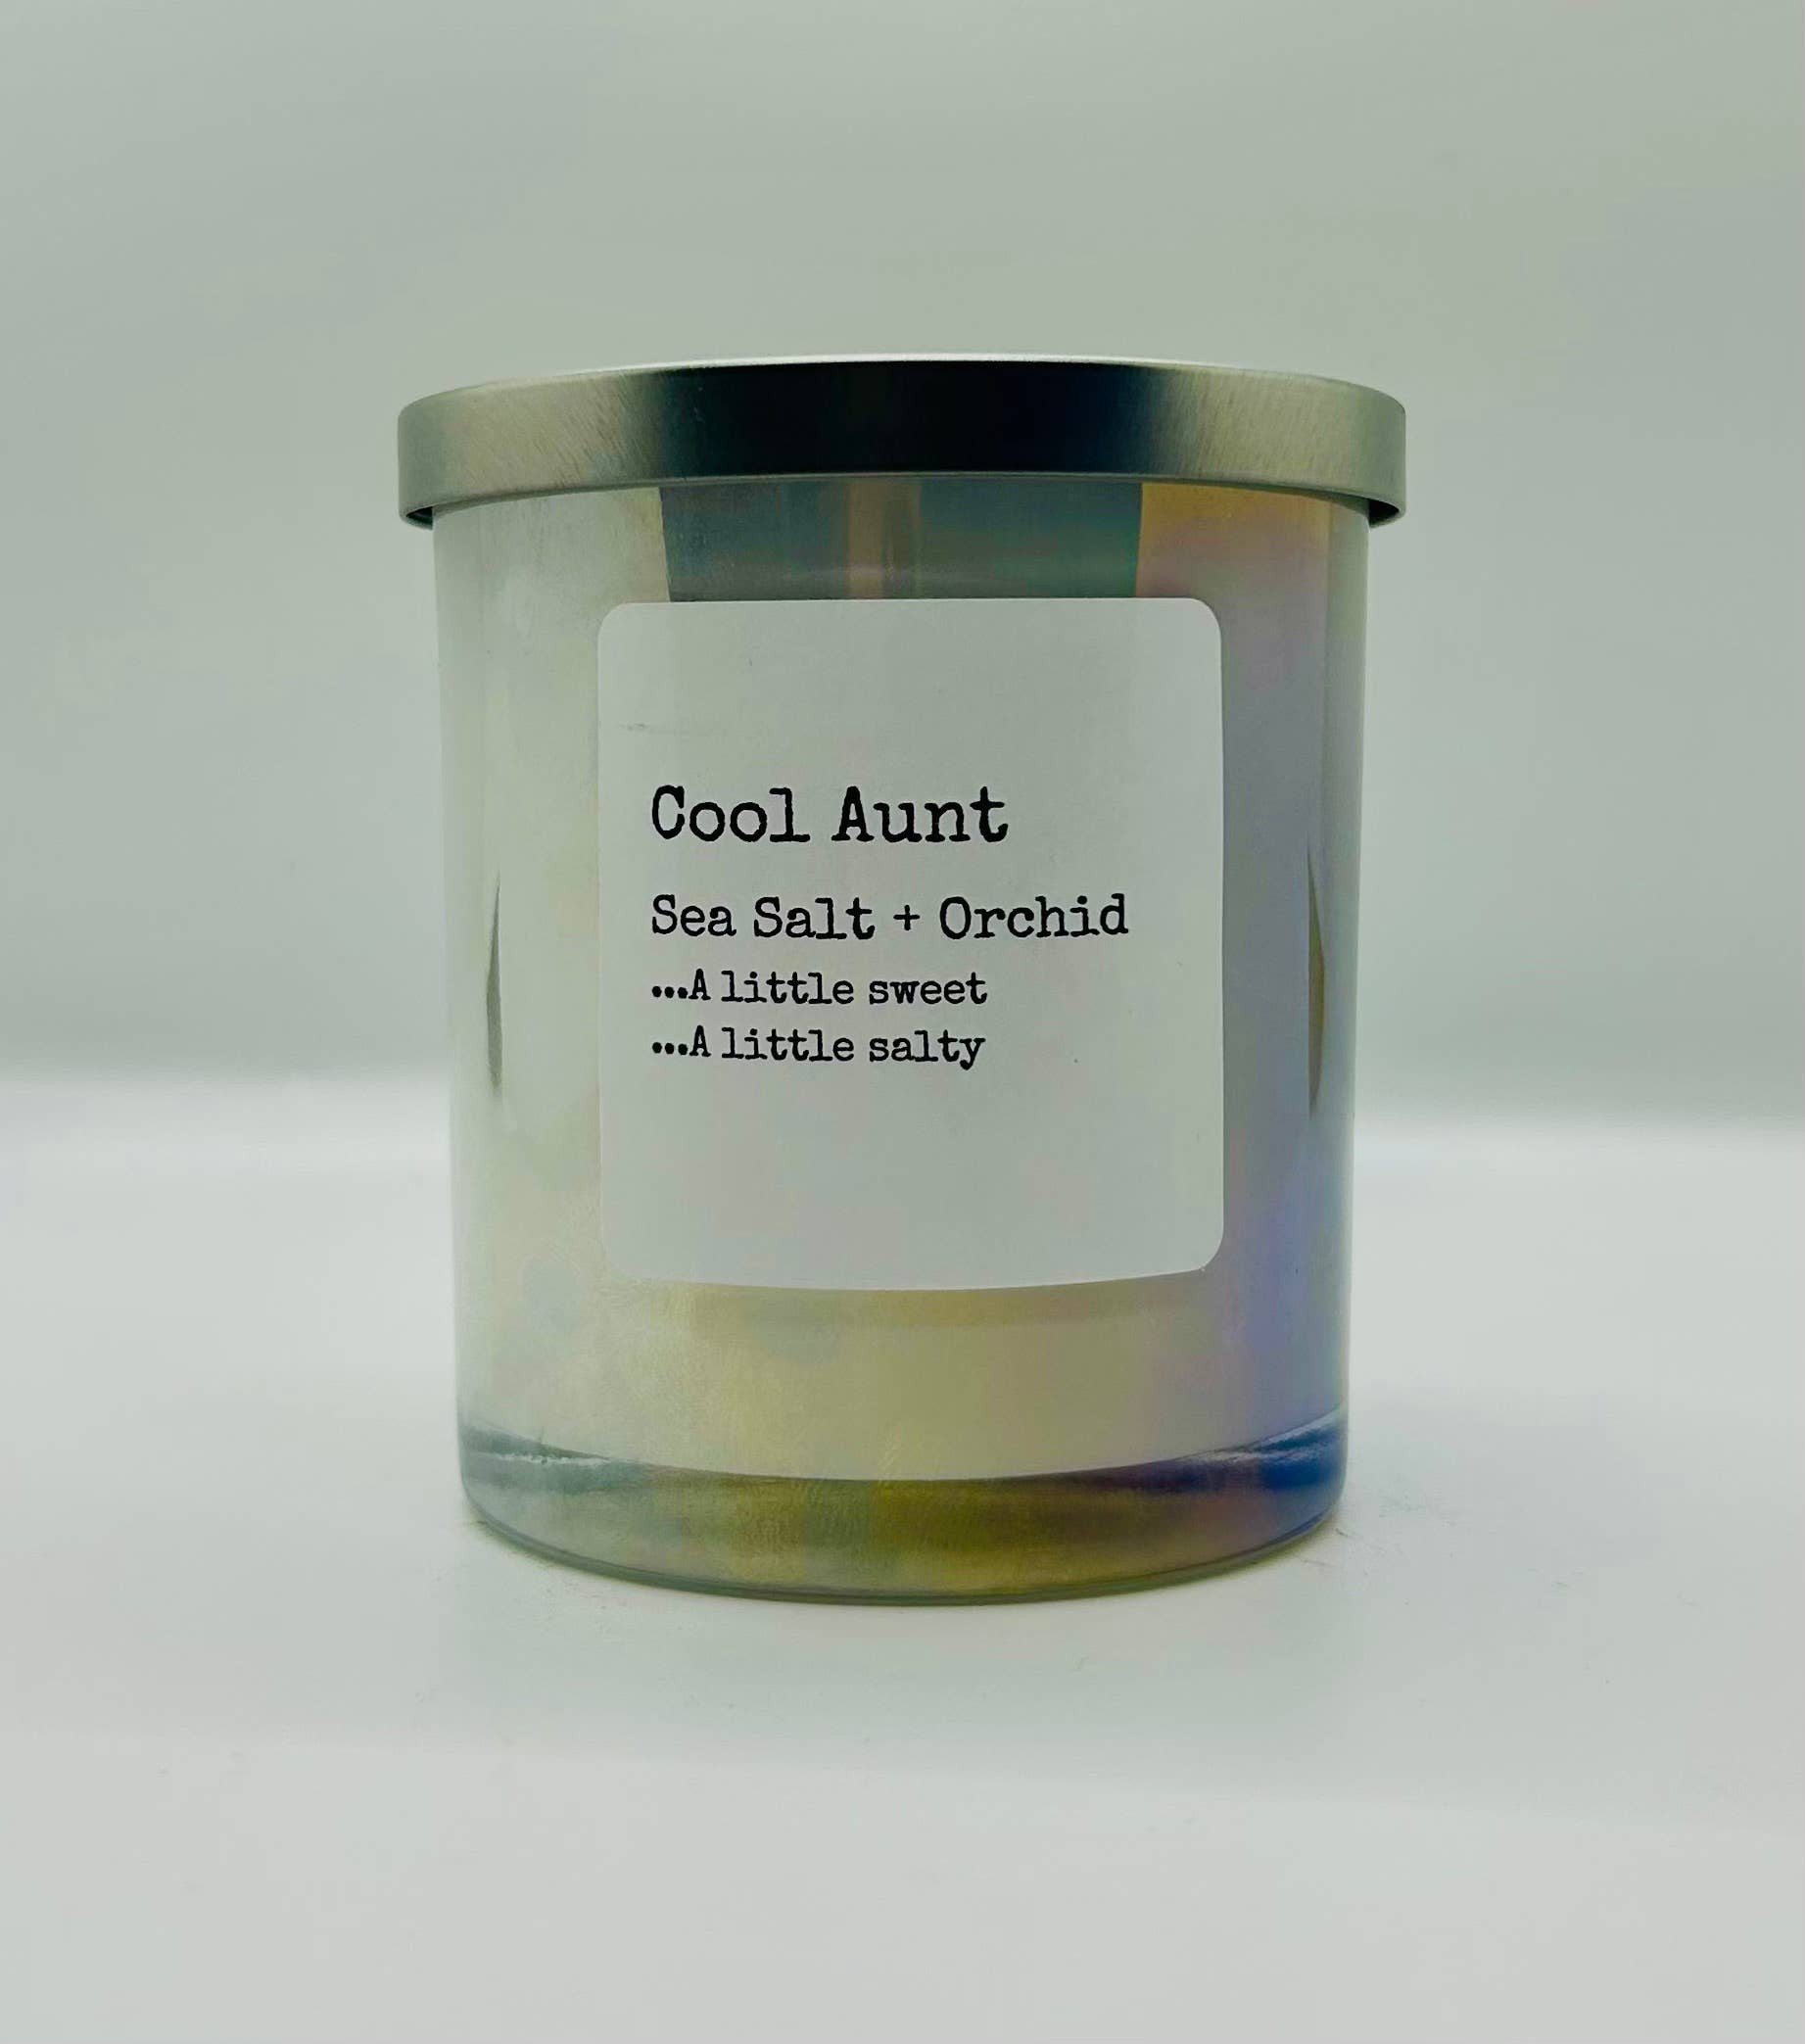 Cool Aunt
Sea Salt + Orchid
...A little sweet
...A little salty